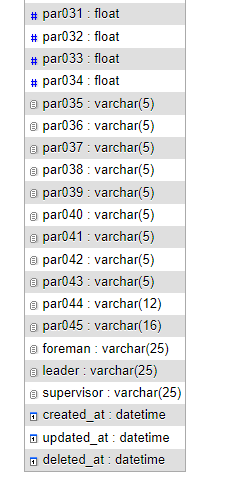 # par031 : float
# par032 : float
# par033 : float
# par034 : float
par035 : varchar(5)
par036 : varchar(5)
par037 : varchar(5)
par038 : varchar(5)
par039 : varchar(5)
par040 : varchar(5)
par041 : varchar(5)
par042 : varchar(5)
par043 : varchar(5)
par044 : varchar(12)
par045 : varchar(16)
foreman : varchar(25)
leader : varchar(25)
supervisor : varchar(25)
created_at : datetime
updated_at : datetime
deleted_at : datetime